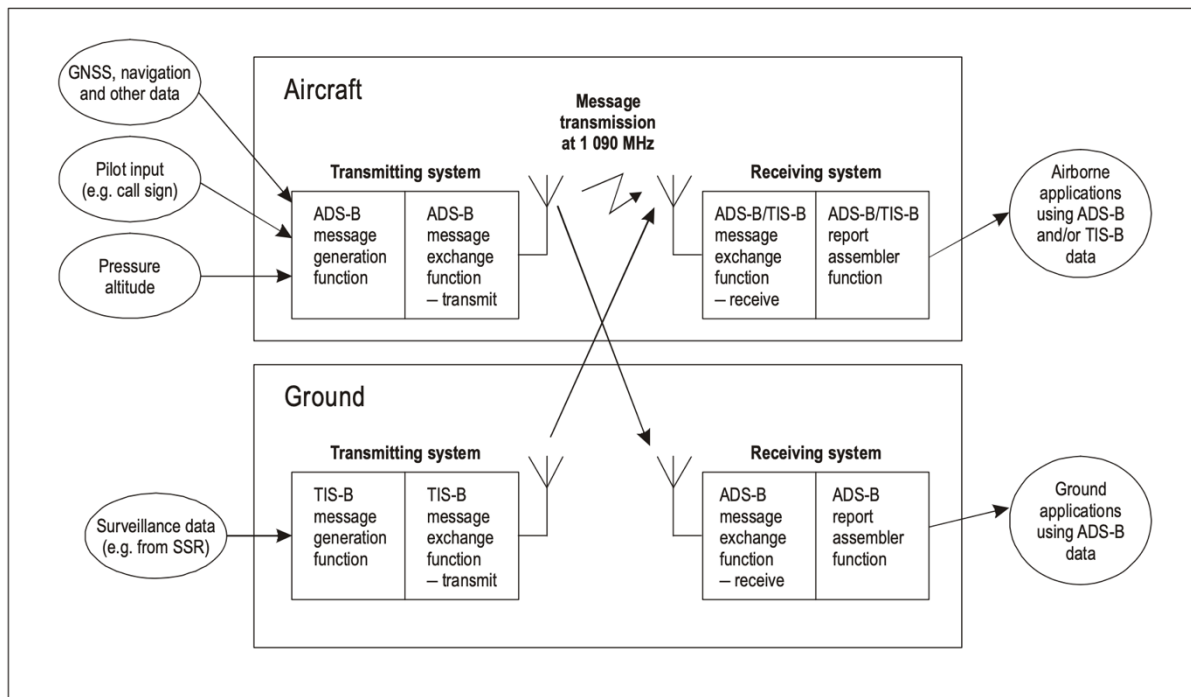 GNSS, navigation
and other data
Pilot input
(e.g. call sign)
Pressure
altitude
Aircraft
Message
transmission
at 1 090 MHz
Transmitting system
ADS-B
message
generation
function
ADS-B
message
exchange
function
— transmit
Receiving system
ADS-B/TIS-B
message
exchange
function
— receive
ADS-B/TIS-B
report
assembler
function
Airborne
applications
using ADS-B
and/or TIS-B
data
Ground
Surveillance data
(e.g. from SSR)
Transmitting system
TIS-B
message
generation
function
TIS-B
message
exchange
function
— transmit
Receiving system
ADS-B
message
exchange
function
— receive
ADS-B
report
assembler
function
Ground
applications
using ADS-B
data